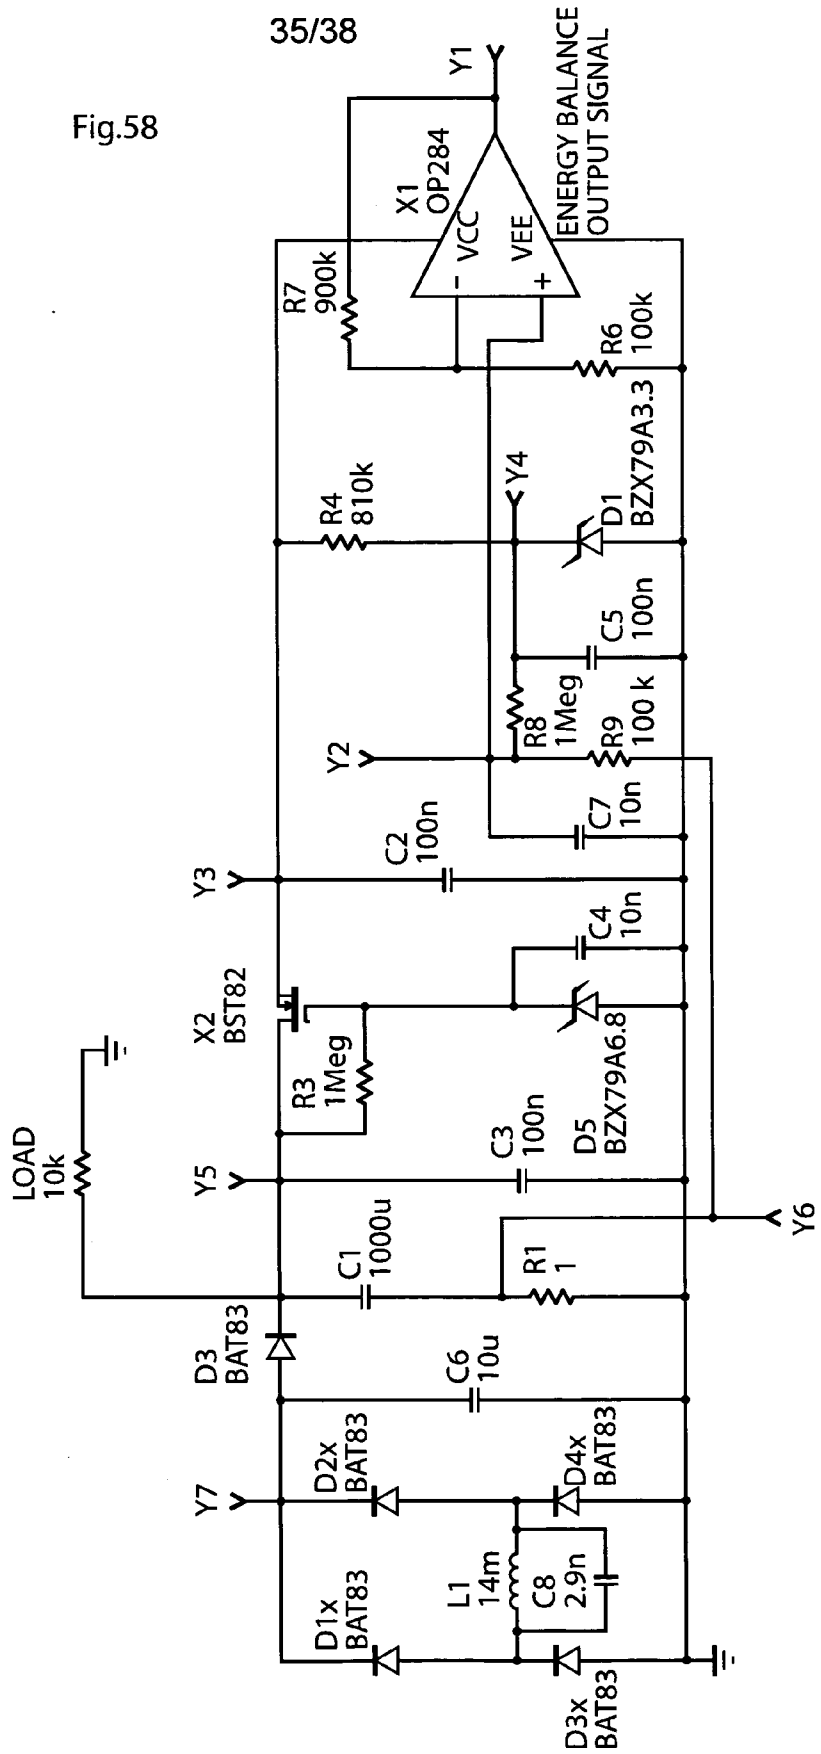 35/38
Fig.58
Y1
ENERGY BALANCE
OUTPUT SIGNAL
X1
OP284
VCC
VEE
-
+
R7
900k
R6
100k
R4
810k
Y4
D1
BZX79A3.3
C5
100n
R8
1Meg
R9
100 k
Y2
C7
10n
C2
100n
Y3
C4
10n
X2
BST82
R3
1Meg
D5
BZX79A6.8
C3
100n
LOAD
10k
Y5
C1
1000u
R1
1
Y6
D3
BAT83
C6
10u
Y7
D2x
BAT83
D4x
BAT83
L1
14m
C8
2.9n
D1x
BAT83
D3x
BAT83